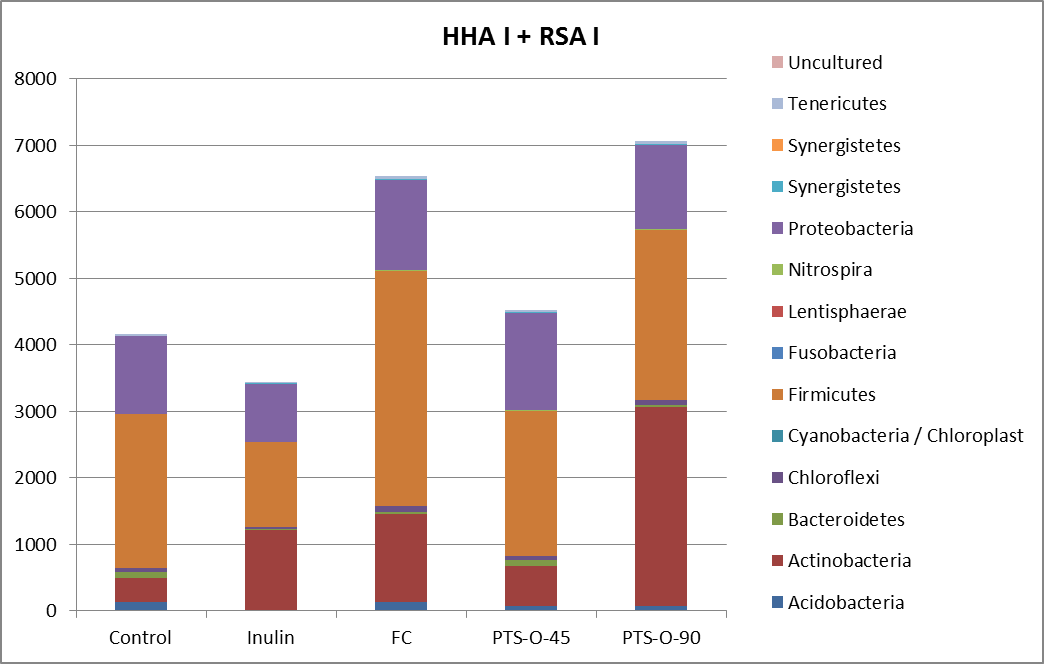 HHA I + RSA I
8000
7000
6000
5000
4000
3000
2000
1000
0
Control
Inulin
FC
PTS-O-45
PTS-O-90
Uncultured
Tenericutes
Synergistetes
Synergistetes
Proteobacteria
Nitrospira
Lentisphaerae
Fusobacteria
Firmicutes
Cyanobacteria / Chloroplast
Chloroflexi
Bacteroidetes
Actinobacteria
Acidobacteria